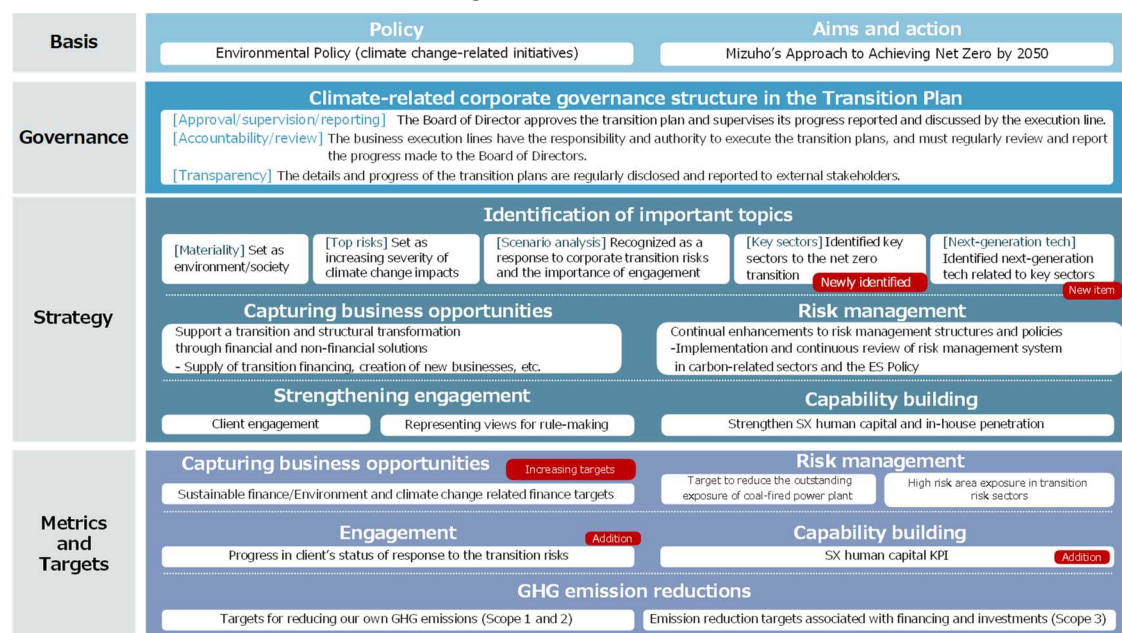 Basis
Policy
Environmental Policy (climate change-related initiatives)
Aims and action
Mizuho's Approach to Achieving Net Zero by 2050
Governance
Climate-related corporate governance structure in the Transition Plan
[Approval/supervision/reporting] The Board of Director approves the transition plan and supervises its progress reported and discussed by the execution line.
[Accountability/review] The business execution lines have the responsibility and authority to execute the transition plans, and must regularly review and report
the progress made to the Board of Directors.
[Transparency] The details and progress of the transition plans are regularly disclosed and reported to external stakeholders.
Strategy
Identification of important topics
[Materiality] Set as
environment/society
[Top risks] Set as
increasing severity of
climate change impacts
[Scenario analysis] Recognized as a
response to corporate transition risks
and the importance of engagement
[Key sectors] Identified key
sectors to the net zero
transition
Newly identified
[Next-generation tech]
Identified next-generation
tech related to key sectors
New item
Capturing business opportunities
Support a transition and structural transformation
through financial and non-financial solutions
- Supply of transition financing, creation of new businesses, etc.
Risk management
Continual enhancements to risk management structures and policies
-Implementation and continuous review of risk management system
in carbon-related sectors and the ES Policy
Strengthening engagement
Client engagement
Representing views for rule-making
Capability building
Strengthen SX human capital and in-house penetration
Metrics
and
Targets
Capturing business opportunities
Increasing targets
Sustainable finance/Environment and climate change related finance targets
Risk management
Target to reduce the outstanding
exposure of coal-fired power plant
High risk area exposure in transition
risk sectors
Engagement
Addition
Progress in client's status of response to the transition risks
Capability building
SX human capital KPI
Addition
GHG emission reductions
Targets for reducing our own GHG emissions (Scope 1 and 2)
Emission reduction targets associated with financing and investments (Scope 3)